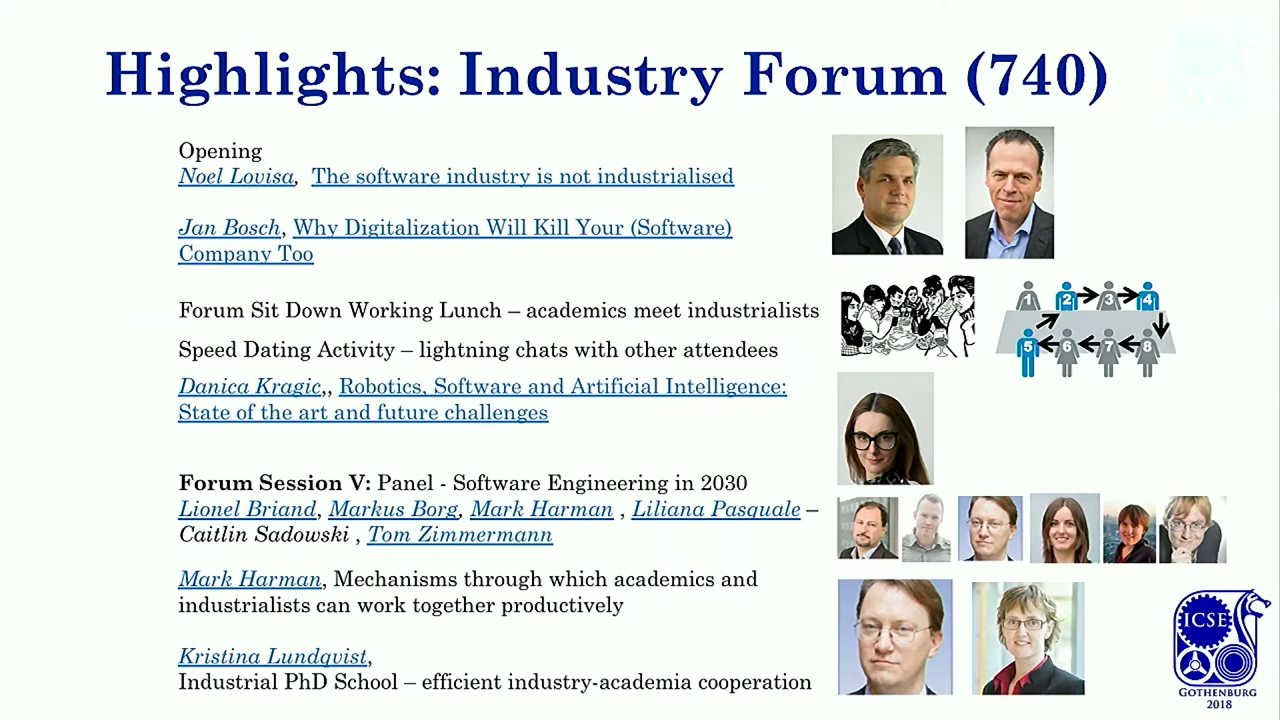 Highlights: Industry Forum (740)
Opening
Noel Lovisa, The software industry is not industrialised
Jan Bosch, Why Digitalization Will Kill Your (Software)
Company Too
Forum Sit Down Working Lunch – academics meet industrialists
Speed Dating Activity – lightning chats with other attendees
Danica Kragic,, Robotics, Software and Artificial Intelligence:
State of the art and future challenges
Forum Session V: Panel - Software Engineering in 2030
Lionel Briand, Markus Borg, Mark Harman , Liliana Pasquale –
Caitlin Sadowski , Tom Zimmermann
Mark Harman, Mechanisms through which academics and
industrialists can work together productively
Kristina Lundqvist,
Industrial PhD School – efficient industry-academia cooperation
1 2 3 4
5 6 7 8
ICSE
GOTHENBURG
2018